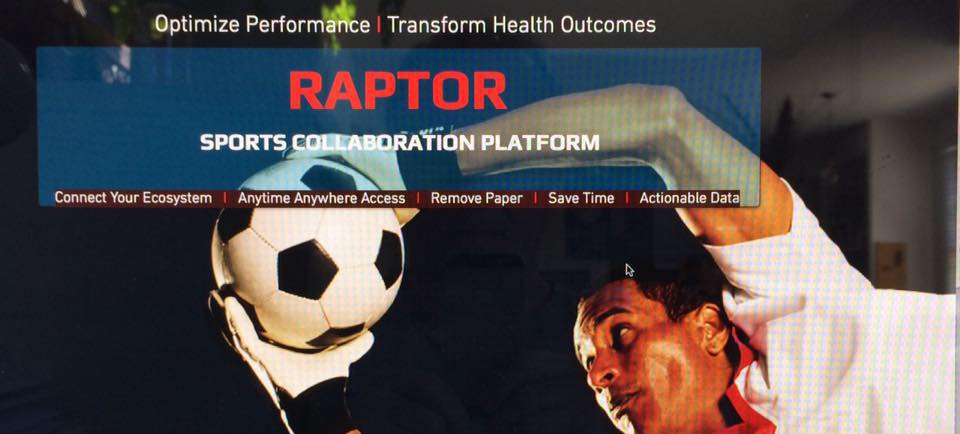 Optimize Performance | Transform Health Outcomes
RAPTOR
SPORTS COLLABORATION PLATFORM
Connect Your Ecosystem | Anytime Anywhere Access | Remove Paper | Save Time | Actionable Data